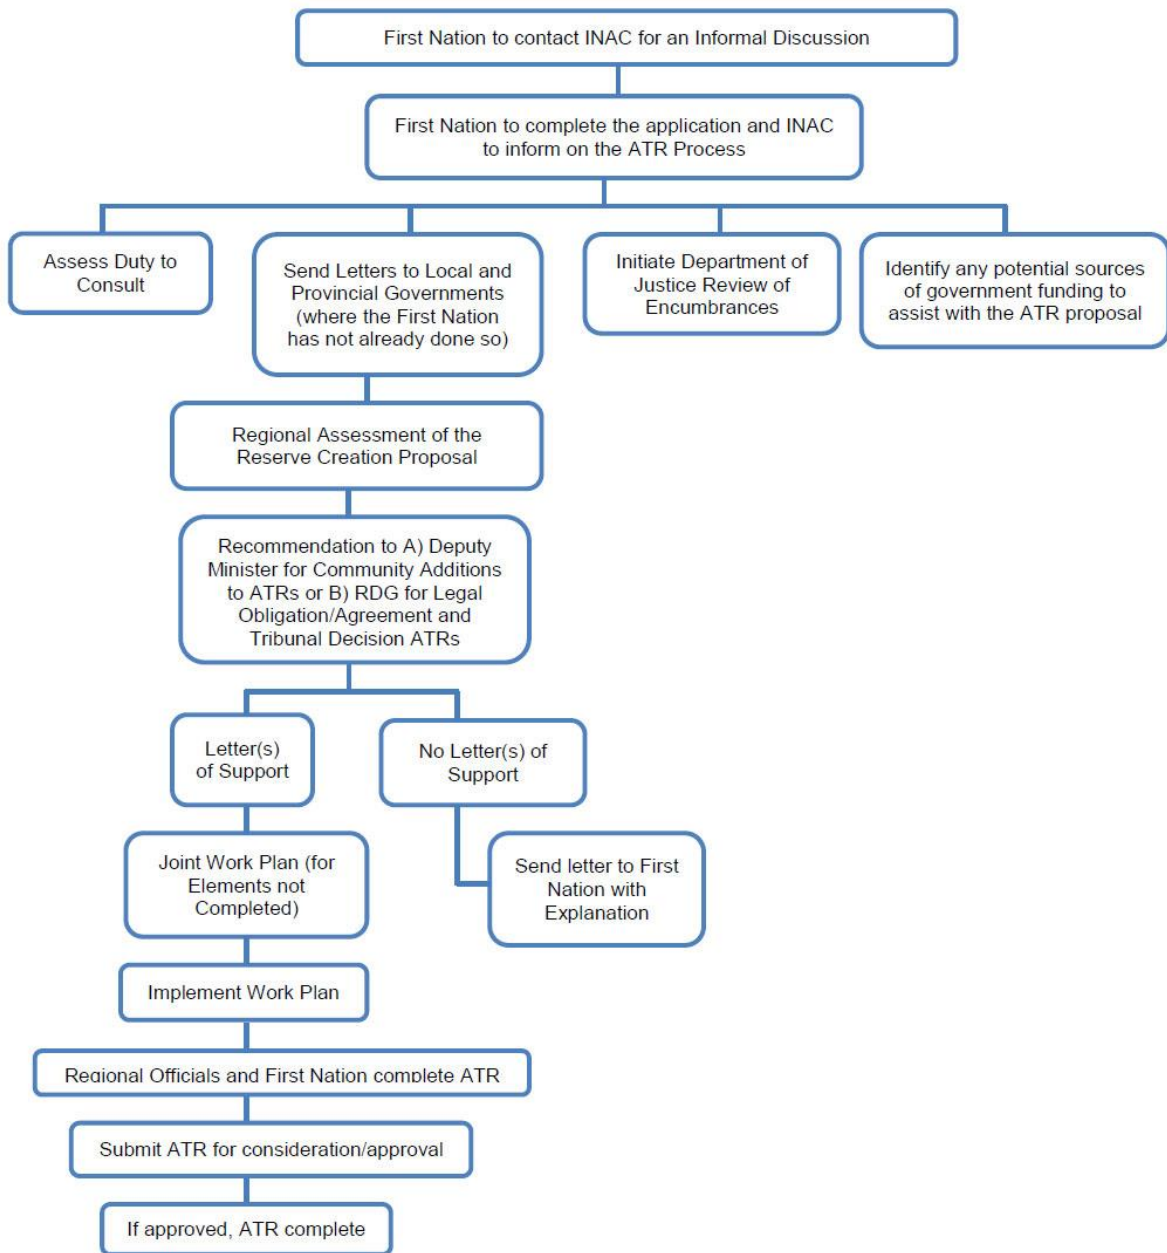 First Nation to contact INAC for an Informal Discussion
First Nation to complete the application and INAC
to inform on the ATR Process
Assess Duty to
Consult
Send Letters to Local and
Provincial Governments
(where the First Nation
has not already done so)
Initiate Department of
Justice Review of
Encumbrances
Identify any potential sources
of government funding to
assist with the ATR proposal
Regional Assessment of the
Reserve Creation Proposal
Recommendation to A) Deputy
Minister for Community Additions
to ATRs or B) RDG for Legal
Obligation/Agreement and
Tribunal Decision ATRs
Letter(s)
of Support
No Letter(s) of
Support
Joint Work Plan (for
Elements not
Completed)
Send letter to First
Nation with
Explanation
Implement Work Plan
Regional Officials and First Nation complete ATR
Submit ATR for consideration/approval
If approved, ATR complete